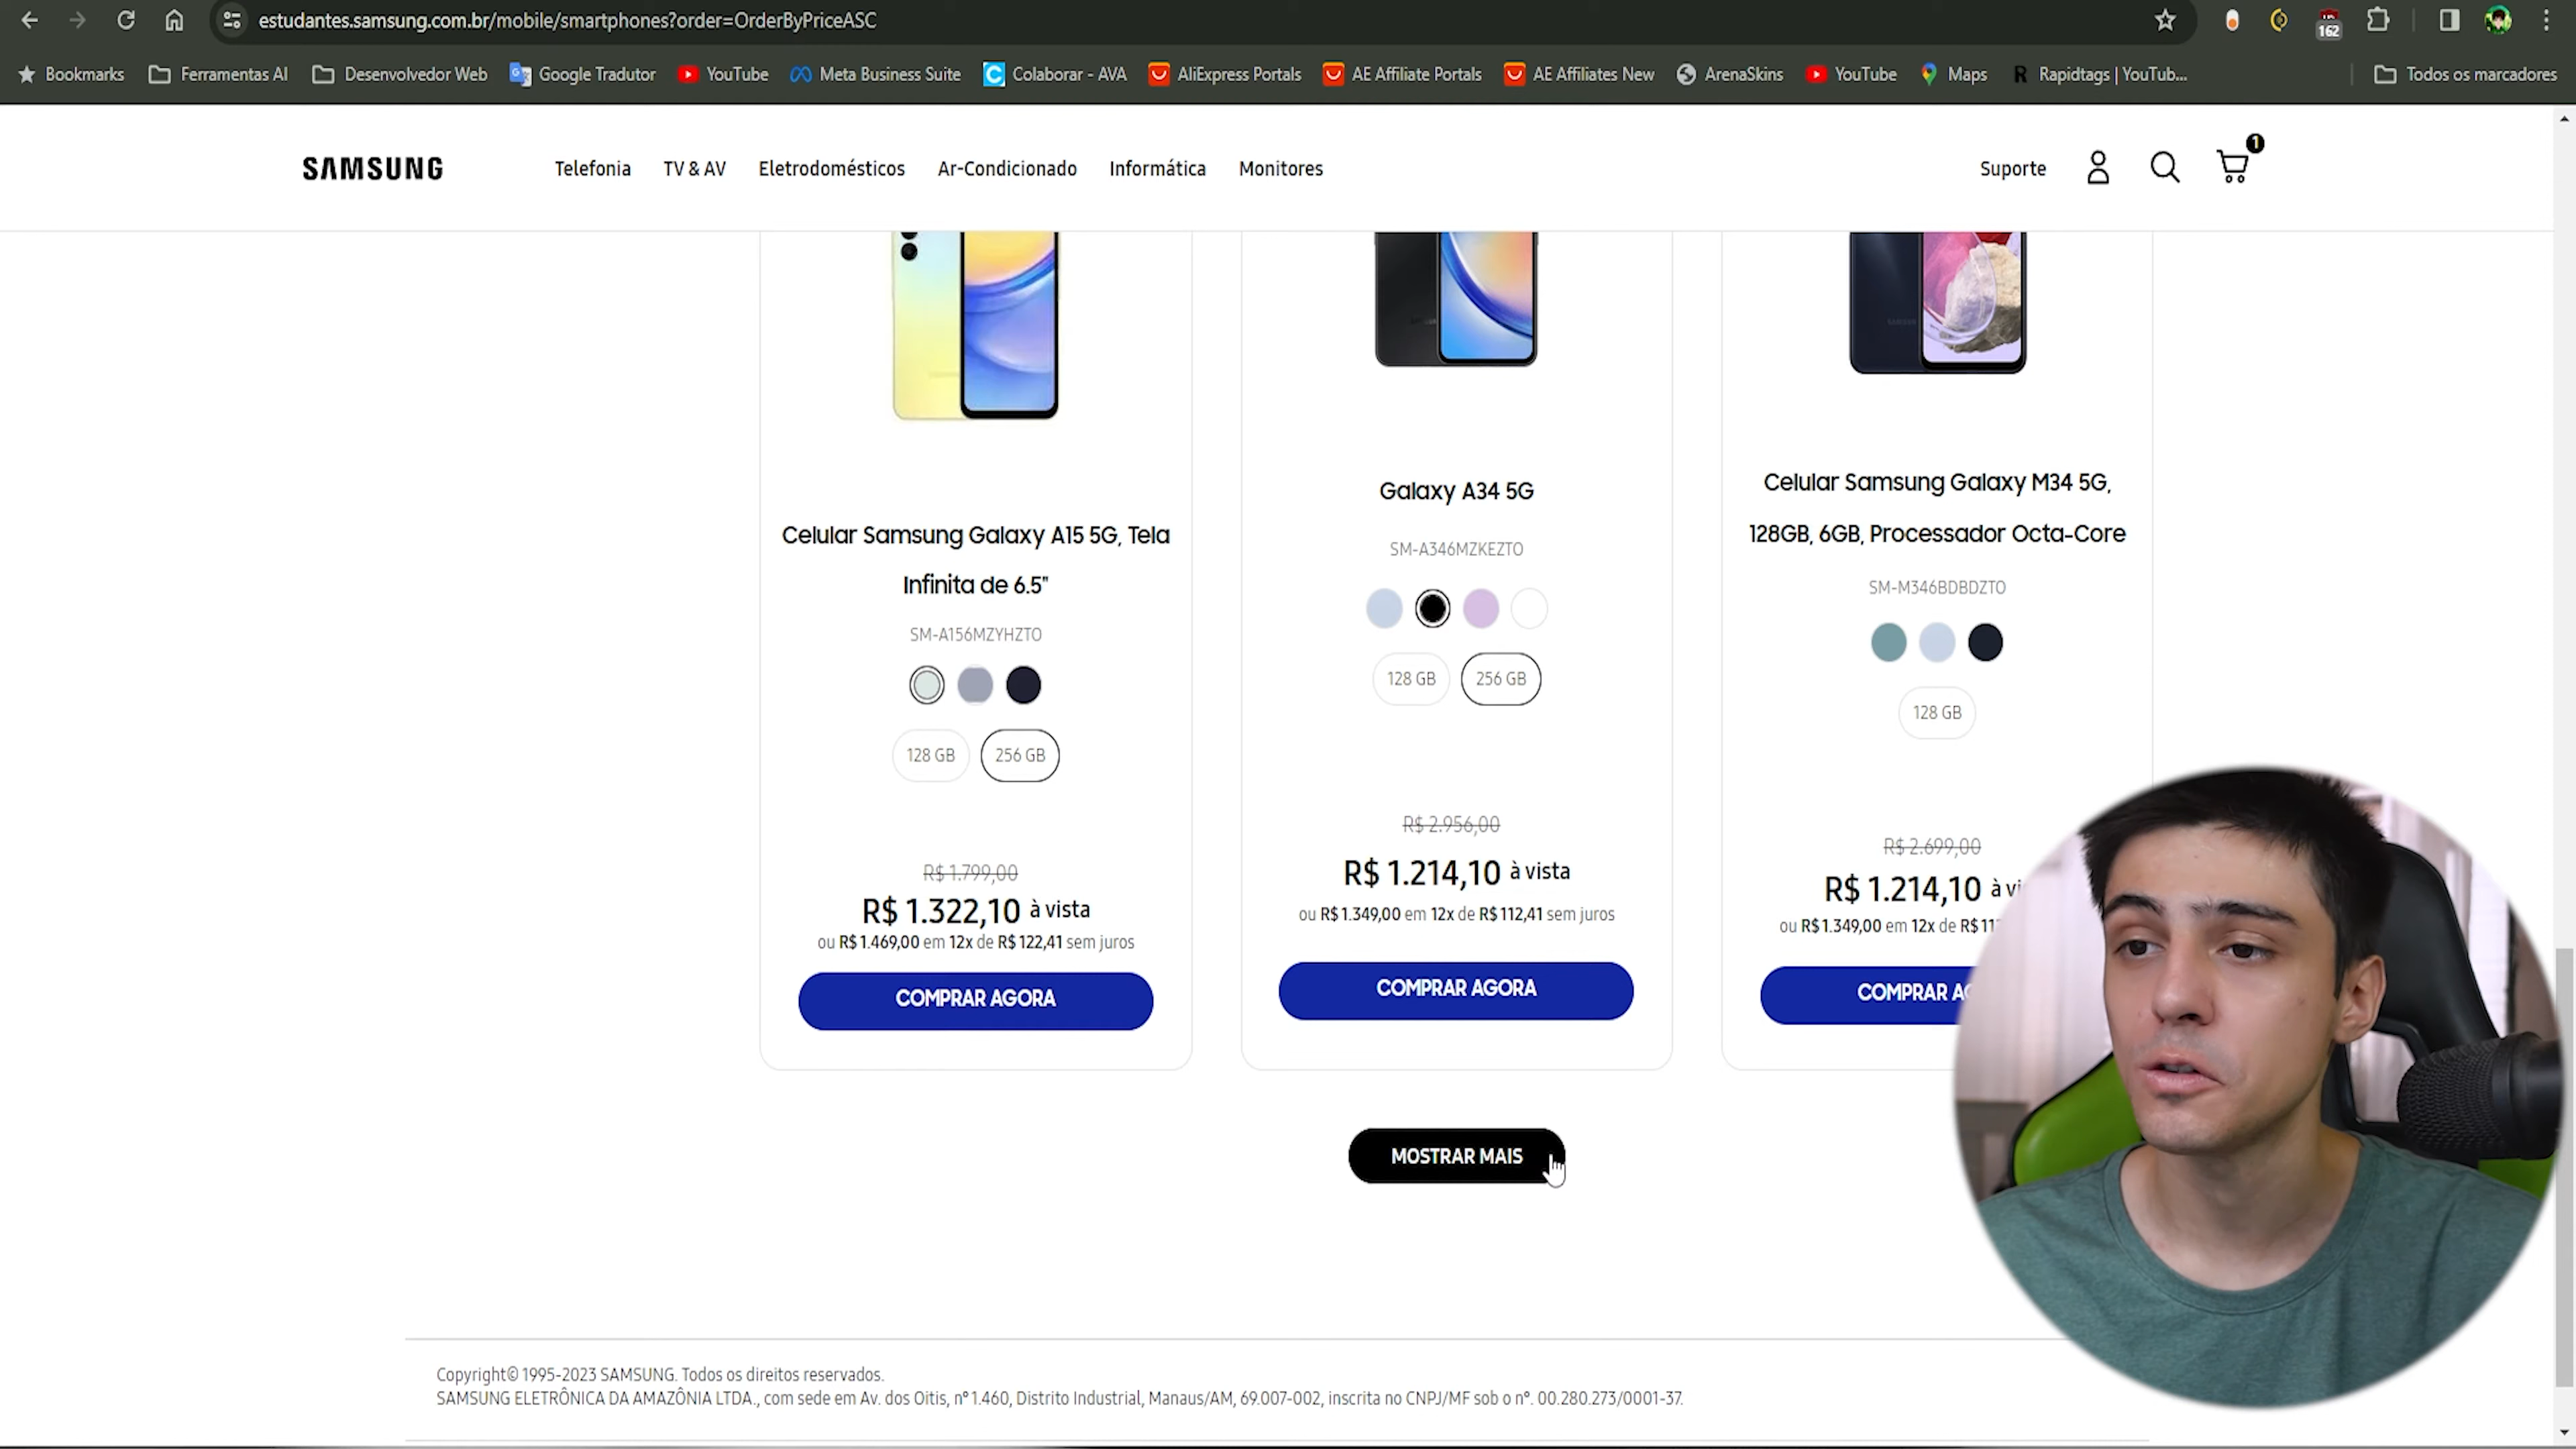 estudantes.samsung.com.br/mobile/smartphones?order=OrderByPriceASC
162
Bookmarks Ferramentas AI Desenvolvedor Web Google Tradutor YouTube Meta Business Suite Colaborar - AVA AliExpress Portals AE Affiliate Portals AE Affiliates New ArenaSkins YouTube Maps Rapidtags | YouTub... Todos os marcadores
SAMSUNG Telefonia TV & AV Eletrodomésticos Ar-Condicionado Informática Monitores Suporte 1
Celular Samsung Galaxy A15 5G, Tela
Infinita de 6.5"
SM-A156MZYHZTO
128 GB 256 GB
R$ 1.799,00
R$ 1.322,10 à vista
ou R$ 1.469,00 em 12x de R$ 122,41 sem juros
COMPRAR AGORA
Galaxy A34 5G
SM-A346MZKEZTO
128 GB 256 GB
R$ 2.956,00
R$ 1.214,10 à vista
ou R$ 1.349,00 em 12x de R$ 112,41 sem juros
COMPRAR AGORA
Celular Samsung Galaxy M34 5G,
128GB, 6GB, Processador Octa-Core
SM-M346BDBDZTO
128 GB
R$ 2.699,00
R$ 1.214,10 à
ou R$ 1.349,00 em 12x de
COMPRAR
MOSTRAR MAIS
Copyright© 1995-2023 SAMSUNG. Todos os direitos reservados.
SAMSUNG ELETRÔNICA DA AMAZÔNIA LTDA., com sede em Av. dos Oitis, nº 1.460, Distrito Industrial, Manaus/AM, 69.007-002, inscrita no CNPJ/MF sob o nº. 00.280.273/0001-37.